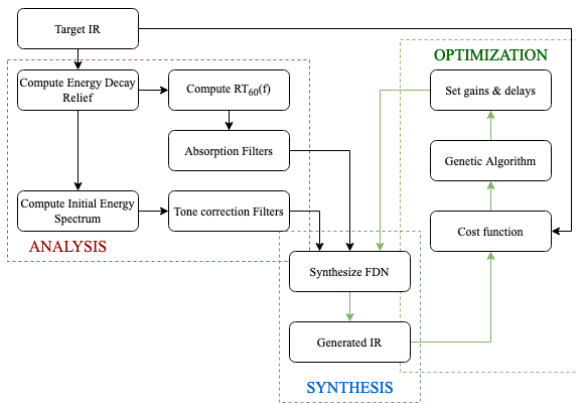 Target IR
OPTIMIZATION
Compute Energy Decay
Relief
Compute RT60(f)
Set gains & delays
Absorption Filters
Genetic Algorithm
Compute Initial Energy
Spectrum
Tone correction Filters
Cost function
ANALYSIS
Synthesize FDN
Generated IR
SYNTHESIS